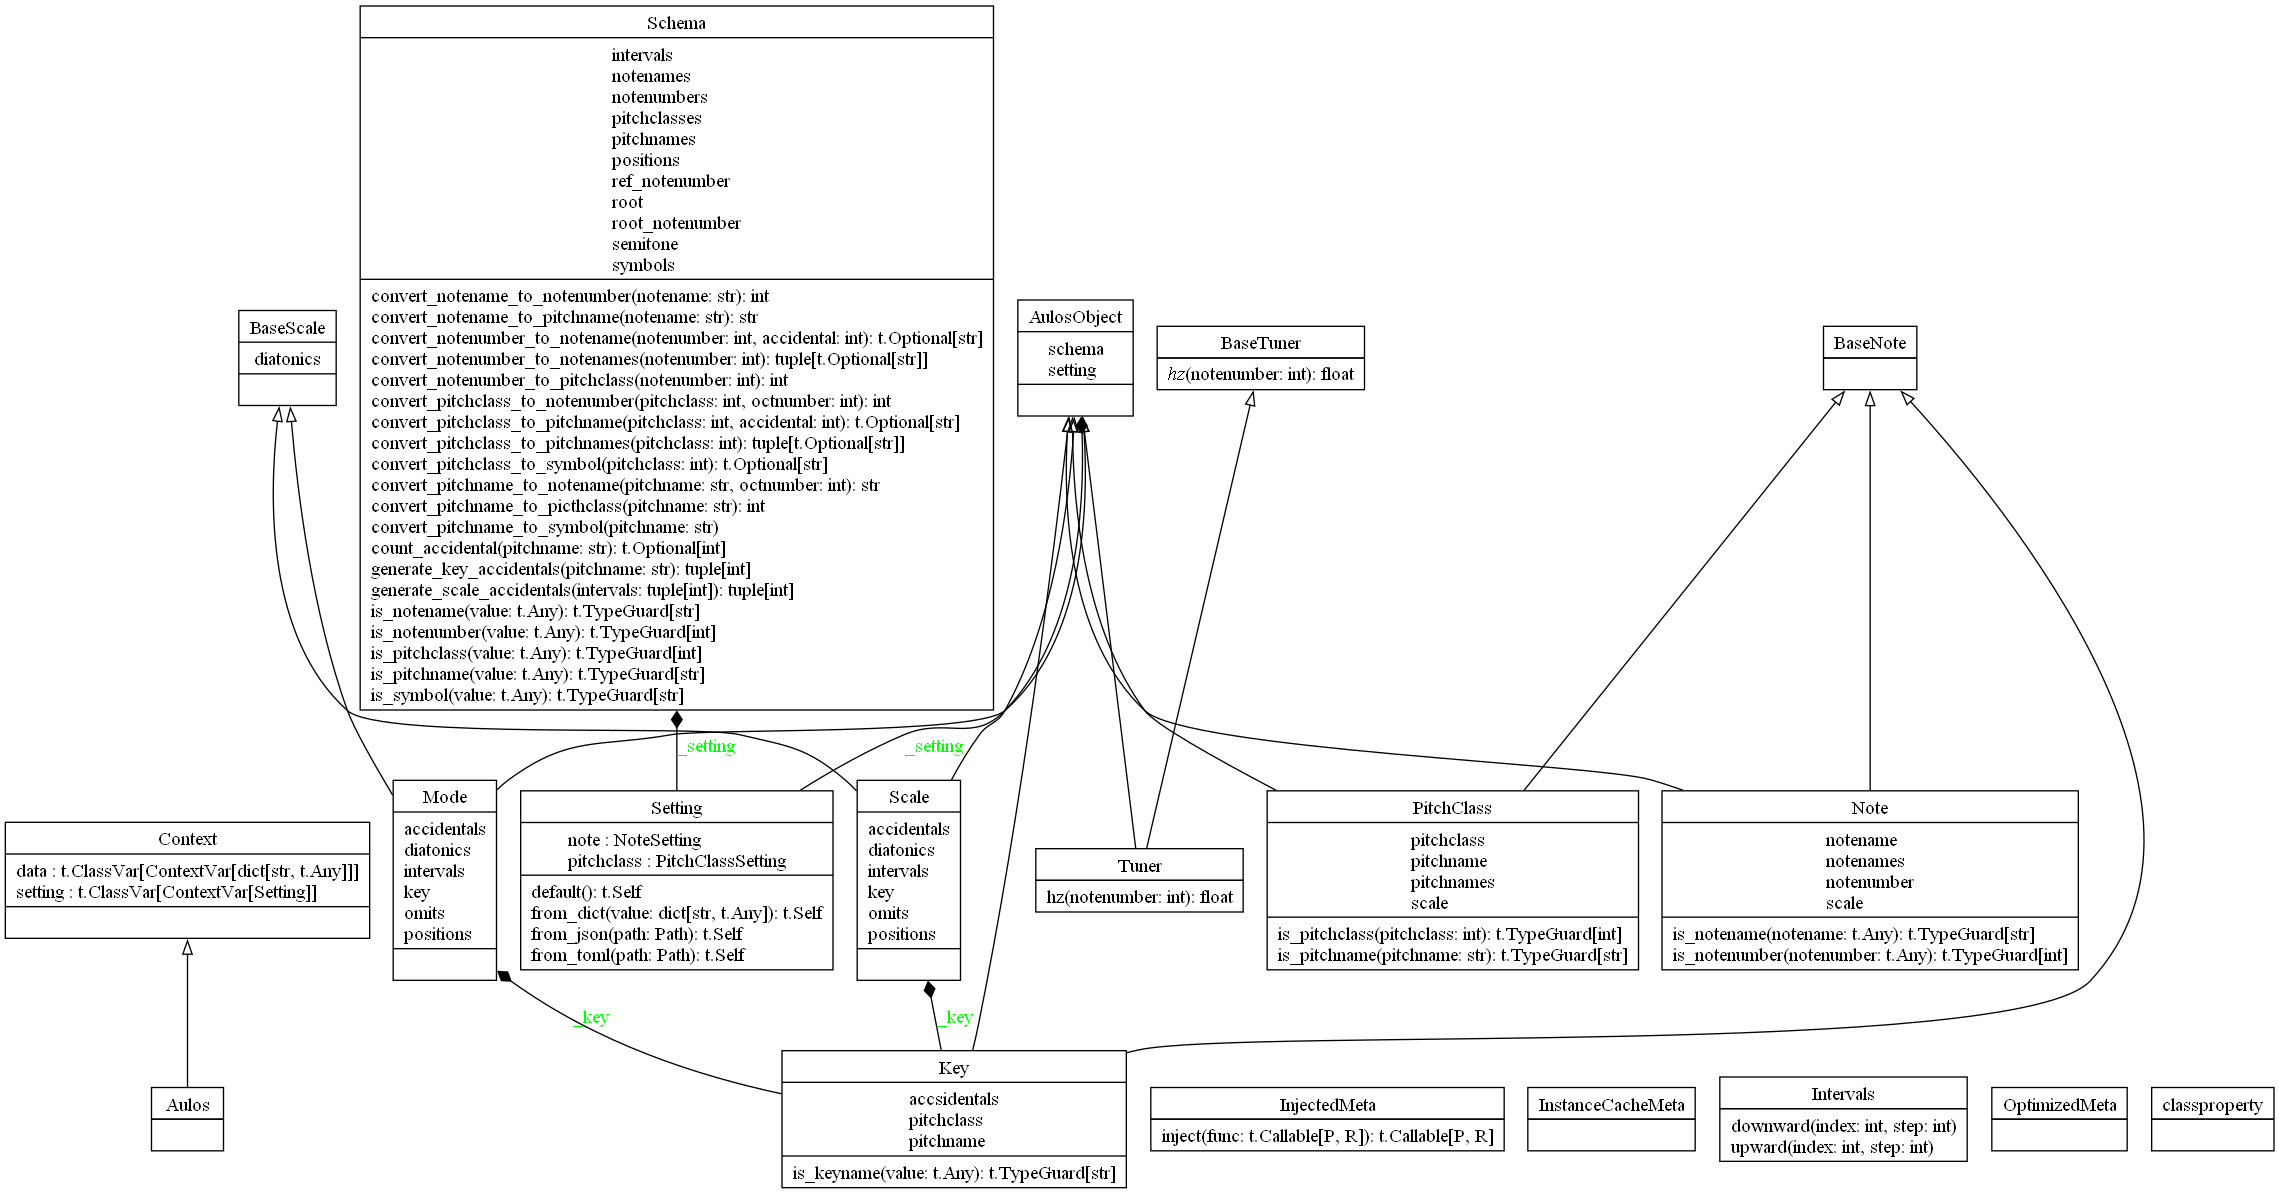 Schema
intervals
notenames
notenumbers
pitchclasses
pitchnames
positions
ref_notenumber
root
root_notenumber
semitone
symbols
convert_notename_to_notenumber(notename: str): int
convert_notename_to_pitchname(notename: str): str
convert_notenumber_to_notename(notenumber: int, accidental: int): t.Optional[str]
convert_notenumber_to_notenames(notenumber: int): tuple[t.Optional[str]]
convert_notenumber_to_pitchclass(notenumber: int): int
convert_pitchclass_to_notenumber(pitchclass: int, octnumber: int): int
convert_pitchclass_to_pitchname(pitchclass: int, accidental: int): t.Optional[str]
convert_pitchclass_to_pitchnames(pitchclass: int): tuple[t.Optional[str]]
convert_pitchclass_to_symbol(pitchclass: int): t.Optional[str]
convert_pitchname_to_notename(pitchname: str, octnumber: int): str
convert_pitchname_to_picthclass(pitchname: str): int
convert_pitchname_to_symbol(pitchname: str)
count_accidental(pitchname: str): t.Optional[int]
generate_key_accidentals(pitchname: str): tuple[int]
generate_scale_accidentals(intervals: tuple[int]): tuple[int]
is_notename(value: t.Any): t.TypeGuard[str]
is_notenumber(value: t.Any): t.TypeGuard[int]
is_pitchclass(value: t.Any): t.TypeGuard[int]
is_pitchname(value: t.Any): t.TypeGuard[str]
is_symbol(value: t.Any): t.TypeGuard[str]
BaseScale
diatonics
AulosObject
schema
setting
BaseTuner
hz(notenumber: int): float
BaseNote
_setting
_setting
Context
data : t.ClassVar[ContextVar[dict[str, t.Any]]]
setting : t.ClassVar[ContextVar[Setting]]
Mode
accidentals
diatonics
intervals
key
omits
positions
Setting
note : NoteSetting
pitchclass : PitchClassSetting
default(): t.Self
from_dict(value: dict[str, t.Any]): t.Self
from_json(path: Path): t.Self
from_toml(path: Path): t.Self
Scale
accidentals
diatonics
intervals
key
omits
positions
Tuner
hz(notenumber: int): float
PitchClass
pitchclass
pitchname
pitchnames
scale
is_pitchclass(pitchclass: int): t.TypeGuard[int]
is_pitchname(pitchname: str): t.TypeGuard[str]
Note
notename
notenames
notenumber
scale
is_notename(notename: t.Any): t.TypeGuard[str]
is_notenumber(notenumber: t.Any): t.TypeGuard[int]
_key
_key
Aulos
Key
accsidentals
pitchclass
pitchname
is_keyname(value: t.Any): t.TypeGuard[str]
InjectedMeta
inject(func: t.Callable[P, R]): t.Callable[P, R]
InstanceCacheMeta
Intervals
downward(index: int, step: int)
upward(index: int, step: int)
OptimizedMeta
classproperty